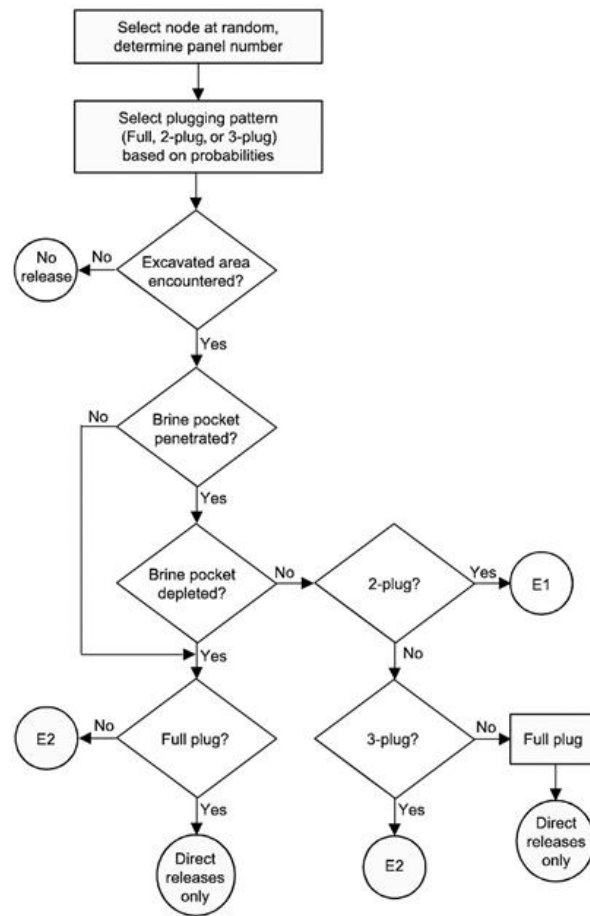 Select node at random,
determine panel number
Select plugging pattern
(Full, 2-plug, or 3-plug)
based on probabilities
No
release
No
Excavated area
encountered?
Yes
No
Brine pocket
penetrated?
Yes
Brine pocket
depleted?
No
2-plug?
Yes
E1
Yes
No
E2
No
Full plug?
3-plug?
No
Full plug
Yes
Yes
Direct
releases
only
E2
Direct
releases
only